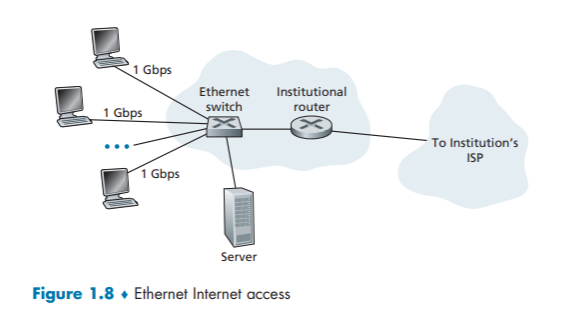 1 Gbps
Ethernet
switch
Institutional
router
1 Gbps
To Institution's
ISP
1 Gbps
Server
Figure 1.8 ♦ Ethernet Internet access